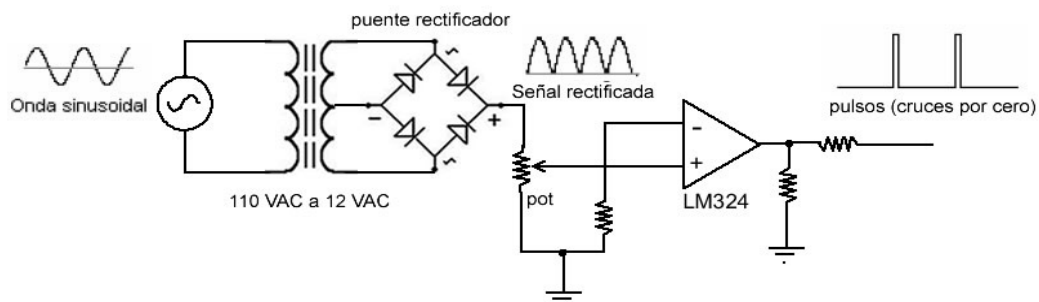 puente rectificador
Onda sinusoidal
Señal rectificada
pulsos (cruces por cero)
~
−
+
~
−
+
pot
LM324
110 VAC a 12 VAC